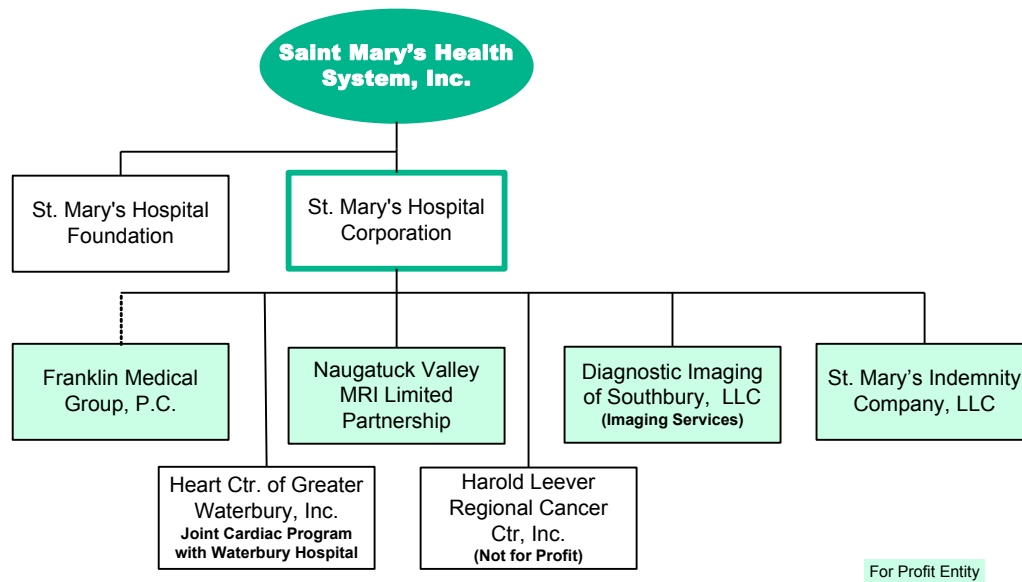 Saint Mary's Health
System, Inc.
St. Mary's Hospital
Foundation
St. Mary's Hospital
Corporation
Franklin Medical
Group, P.C.
Naugatuck Valley
MRI Limited
Partnership
Diagnostic Imaging
of Southbury, LLC
(Imaging Services)
St. Mary’s Indemnity
Company, LLC
Heart Ctr. of Greater
Waterbury, Inc.
Joint Cardiac Program
with Waterbury Hospital
Harold Leever
Regional Cancer
Ctr, Inc.
(Not for Profit)
For Profit Entity